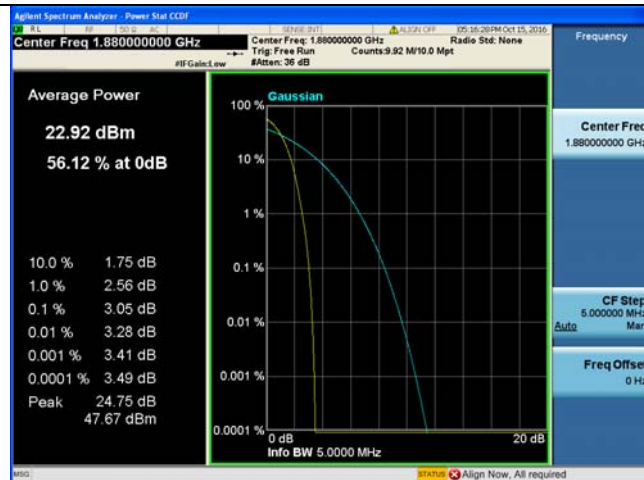 Agilent Spectrum Analyzer - Power Stat CCDF
RL RF 50 Ω AC SENSE:INT ALIGN OFF 05:16:28 PM Oct 15, 2016
Center Freq 1.880000000 GHz
Center Freq: 1.880000000 GHz Radio Std: None
Trig: Free Run Counts:9.92 M/10.0 Mpt
#IFGain:Low #Atten: 36 dB
Frequency
Average Power
22.92 dBm
56.12 % at 0dB
10.0 % 1.75 dB
1.0 % 2.56 dB
0.1 % 3.05 dB
0.01 % 3.28 dB
0.001 % 3.41 dB
0.0001 % 3.49 dB
Peak 24.75 dB
47.67 dBm
Gaussian
100 %
10 %
1 %
0.1 %
0.01 %
0.001 %
0.0001 %
0 dB 20 dB
Info BW 5.0000 MHz
Center Freq
1.880000000 GHz
CF Step
5.000000 MHz
Auto Man
Freq Offset
0 Hz
MSG STATUS Align Now, All required